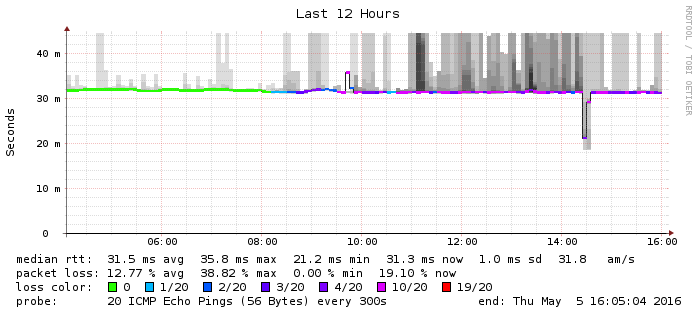 Last 12 Hours
RRDTOOL / TOBI OETIKER
Seconds
40 m
30 m
20 m
10 m
0
06:00 08:00 10:00 12:00 14:00 16:00
median rtt: 31.5 ms avg 35.8 ms max 21.2 ms min 31.3 ms now 1.0 ms sd 31.8 am/s
packet loss: 12.77 % avg 38.82 % max 0.00 % min 19.10 % now
loss color: 0 1/20 2/20 3/20 4/20 10/20 19/20
probe: 20 ICMP Echo Pings (56 Bytes) every 300s end: Thu May 5 16:05:04 2016